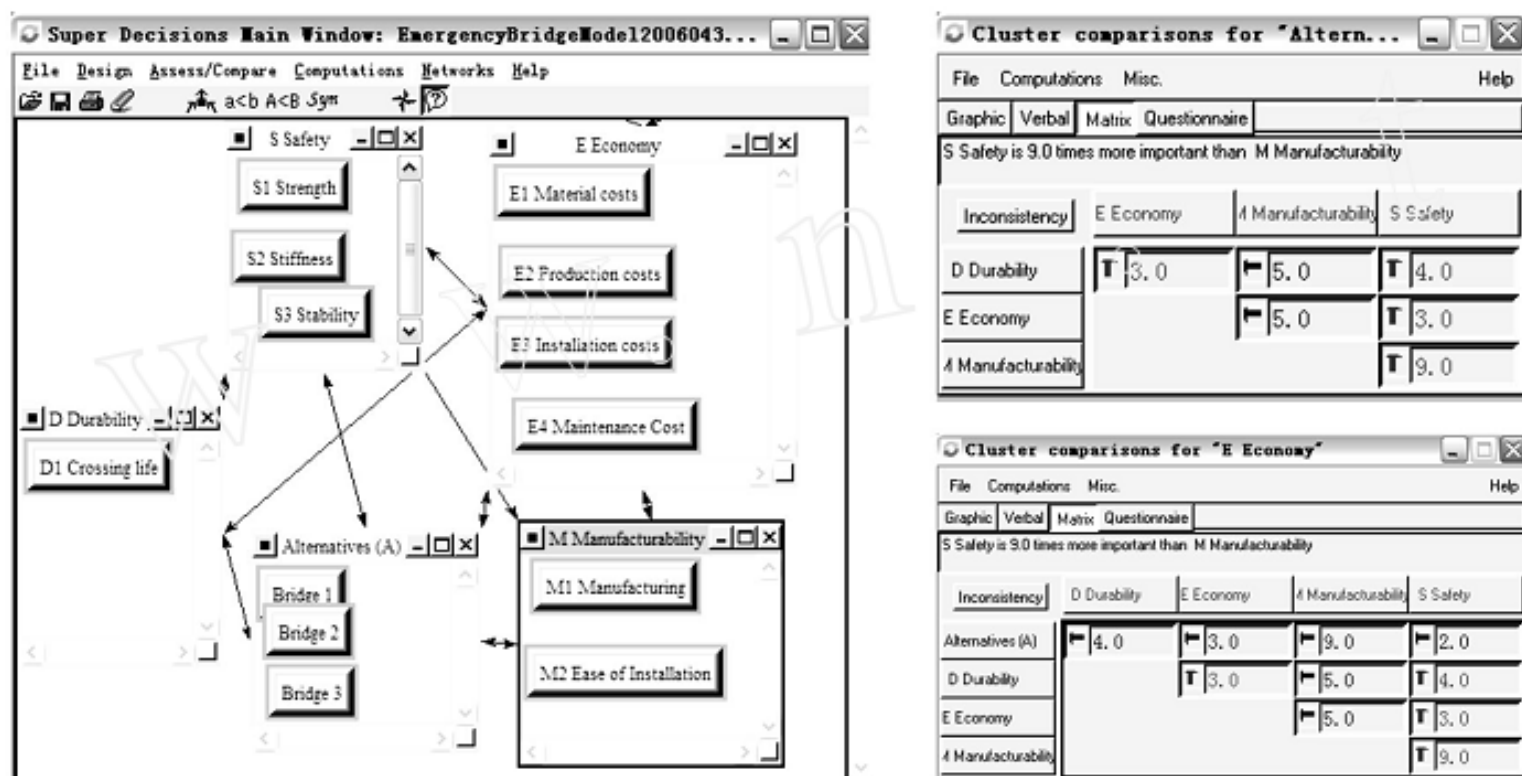 Super Decisions Main Window: EmergencyBridgeModel2006043...
File Design Assess/Compare Computations Networks Help
a<b A<B Sym
S Safety
S1 Strength
S2 Stiffness
S3 Stability
E Economy
E1 Material costs
E2 Production costs
E3 Installation costs
E4 Maintenance Cost
D Durability
D1 Crossing life
Alternatives (A)
Bridge 1
Bridge 2
Bridge 3
M Manufacturability
M1 Manufacturing
M2 Ease of Installation
Cluster comparisons for "Altern...
File Computations Misc. Help
Graphic Verbal Matrix Questionnaire
S Safety is 9.0 times more important than M Manufacturability
Inconsistency E Economy M Manufacturability S Safety
D Durability 3.0 5.0 4.0
E Economy 5.0 3.0
M Manufacturability 9.0
Cluster comparisons for "E Economy"
File Computations Misc. Help
Graphic Verbal Matrix Questionnaire
S Safety is 9.0 times more important than M Manufacturability
Inconsistency D Durability E Economy M Manufacturability S Safety
Alternatives (A) 4.0 3.0 9.0 2.0
D Durability 3.0 5.0 4.0
E Economy 5.0 3.0
M Manufacturability 9.0